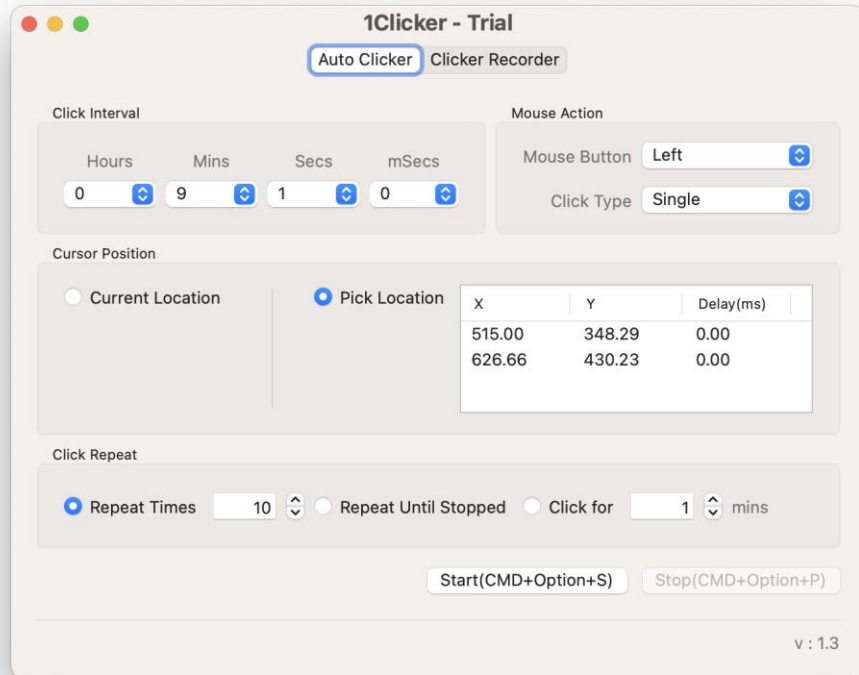 1Clicker - Trial
Auto Clicker Clicker Recorder
Click Interval
Hours Mins Secs mSecs
0 9 1 0
Mouse Action
Mouse Button Left
Click Type Single
Cursor Position
Current Location
Pick Location
X Y Delay(ms)
515.00 348.29 0.00
626.66 430.23 0.00
Click Repeat
Repeat Times 10 Repeat Until Stopped Click for 1 mins
Start(CMD+Option+S) Stop(CMD+Option+P)
v : 1.3